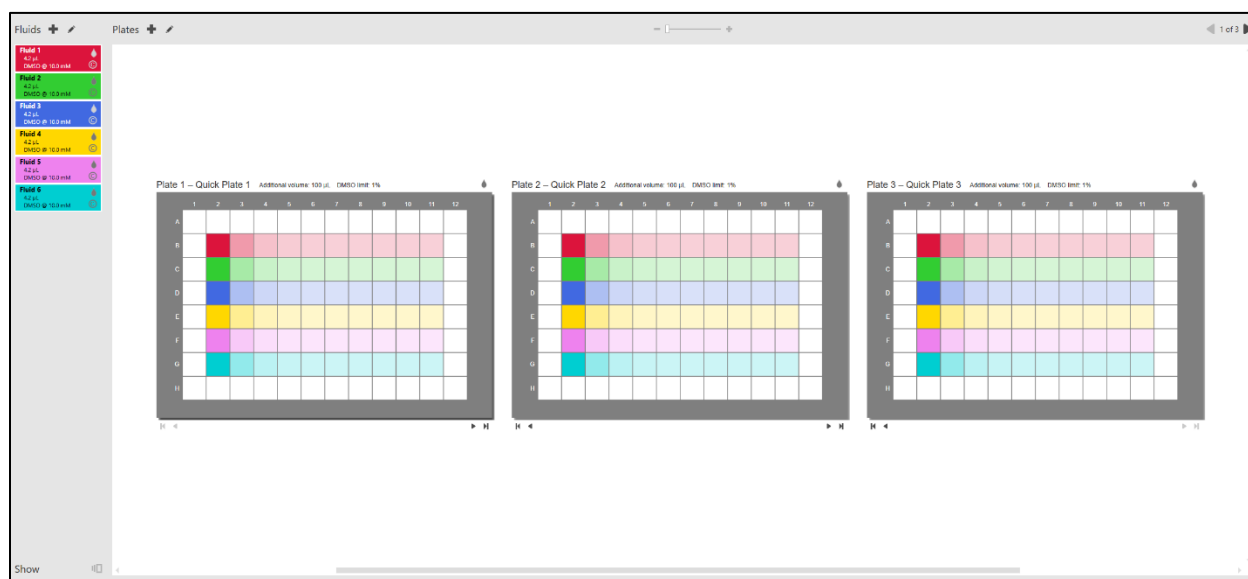 Fluids
Plates
1 of 3
Fluid 1
4.2 µL
DMSO @ 10.0 mM
Fluid 2
4.2 µL
DMSO @ 10.0 mM
Fluid 3
4.2 µL
DMSO @ 10.0 mM
Fluid 4
4.2 µL
DMSO @ 10.0 mM
Fluid 5
4.2 µL
DMSO @ 10.0 mM
Fluid 6
4.2 µL
DMSO @ 10.0 mM
Plate 1 – Quick Plate 1 Additional volume: 100 µL DMSO limit: 1%
1 2 3 4 5 6 7 8 9 10 11 12
A
B
C
D
E
F
G
H
Plate 2 – Quick Plate 2 Additional volume: 100 µL DMSO limit: 1%
1 2 3 4 5 6 7 8 9 10 11 12
A
B
C
D
E
F
G
H
Plate 3 – Quick Plate 3 Additional volume: 100 µL DMSO limit: 1%
1 2 3 4 5 6 7 8 9 10 11 12
A
B
C
D
E
F
G
H
Show